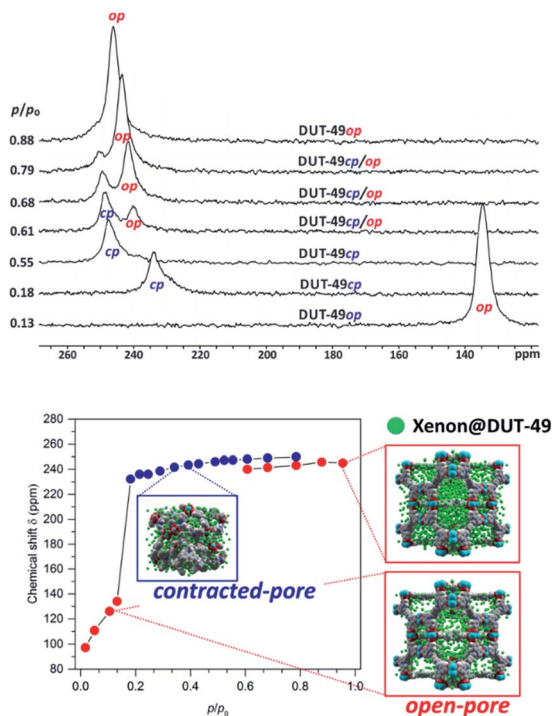 op
p/p0
0.88 DUT-49op
0.79 op DUT-49cp/op
0.68 op DUT-49cp/op
0.61 cp op DUT-49cp/op
0.55 cp DUT-49cp
0.18 cp DUT-49cp
0.13 DUT-49op op
260 240 220 200 180 160 140 ppm
Xenon@DUT-49
Chemical shift δ (ppm)
280
260
240
220
200
180
160
140
120
100
80
contracted-pore
0.0 0.2 0.4 0.6 0.8 1.0
p/p0
open-pore